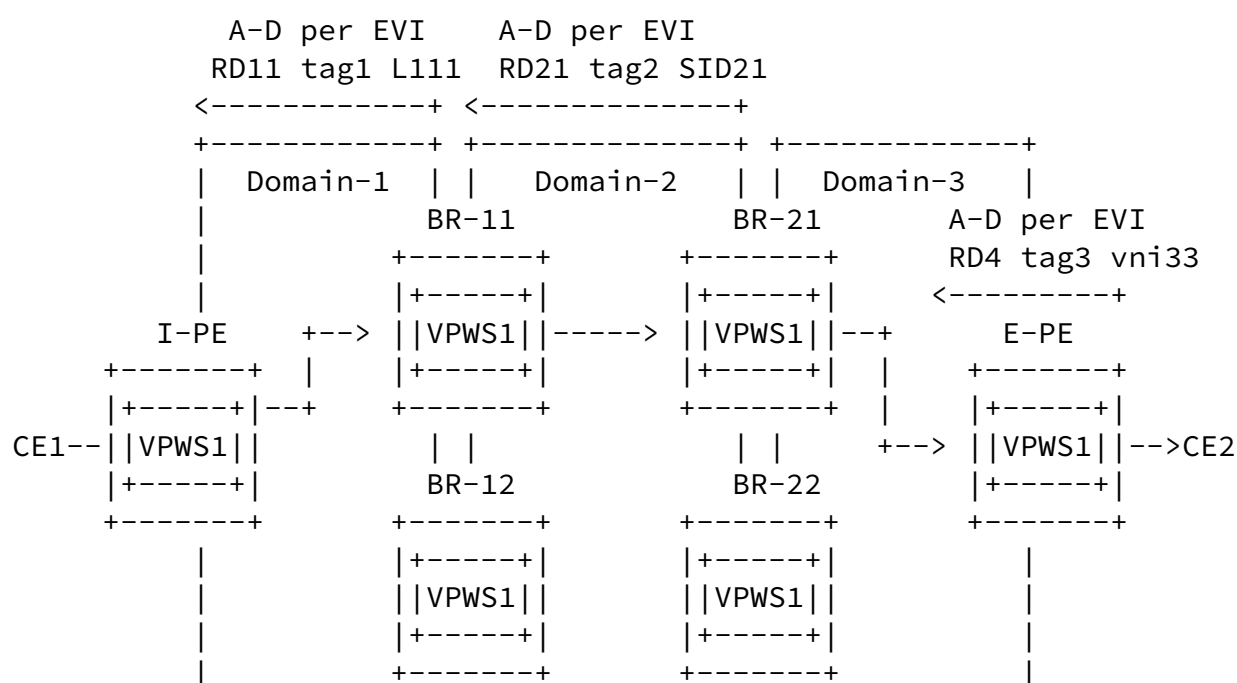 A-D per EVI   A-D per EVI
RD11 tag1 L111  RD21 tag2 SID21
<------------+ <--------------+
+------------+ +--------------+ +-------------+
|  Domain-1  | |   Domain-2   | |  Domain-3   |
|            BR-11          BR-21       A-D per EVI
|          +-------+      +-------+     RD4 tag3 vni33
|          |+-----+|      |+-----+|    <---------+
I-PE   +--> ||VPWS1||-----> ||VPWS1||--+     E-PE
+-------+  |    |+-----+|      |+-----+|  |   +-------+
|+-----+|--+    +-------+      +-------+  |   |+-----+|
CE1--||VPWS1||        | |            | |    +--> ||VPWS1||-->CE2
|+-----+|        BR-12          BR-22       |+-----+|
+-------+      +-------+      +-------+     +-------+
|          |+-----+|      |+-----+|         |
|          ||VPWS1||      ||VPWS1||         |
|          |+-----+|      |+-----+|         |
|          +-------+      +-------+         |